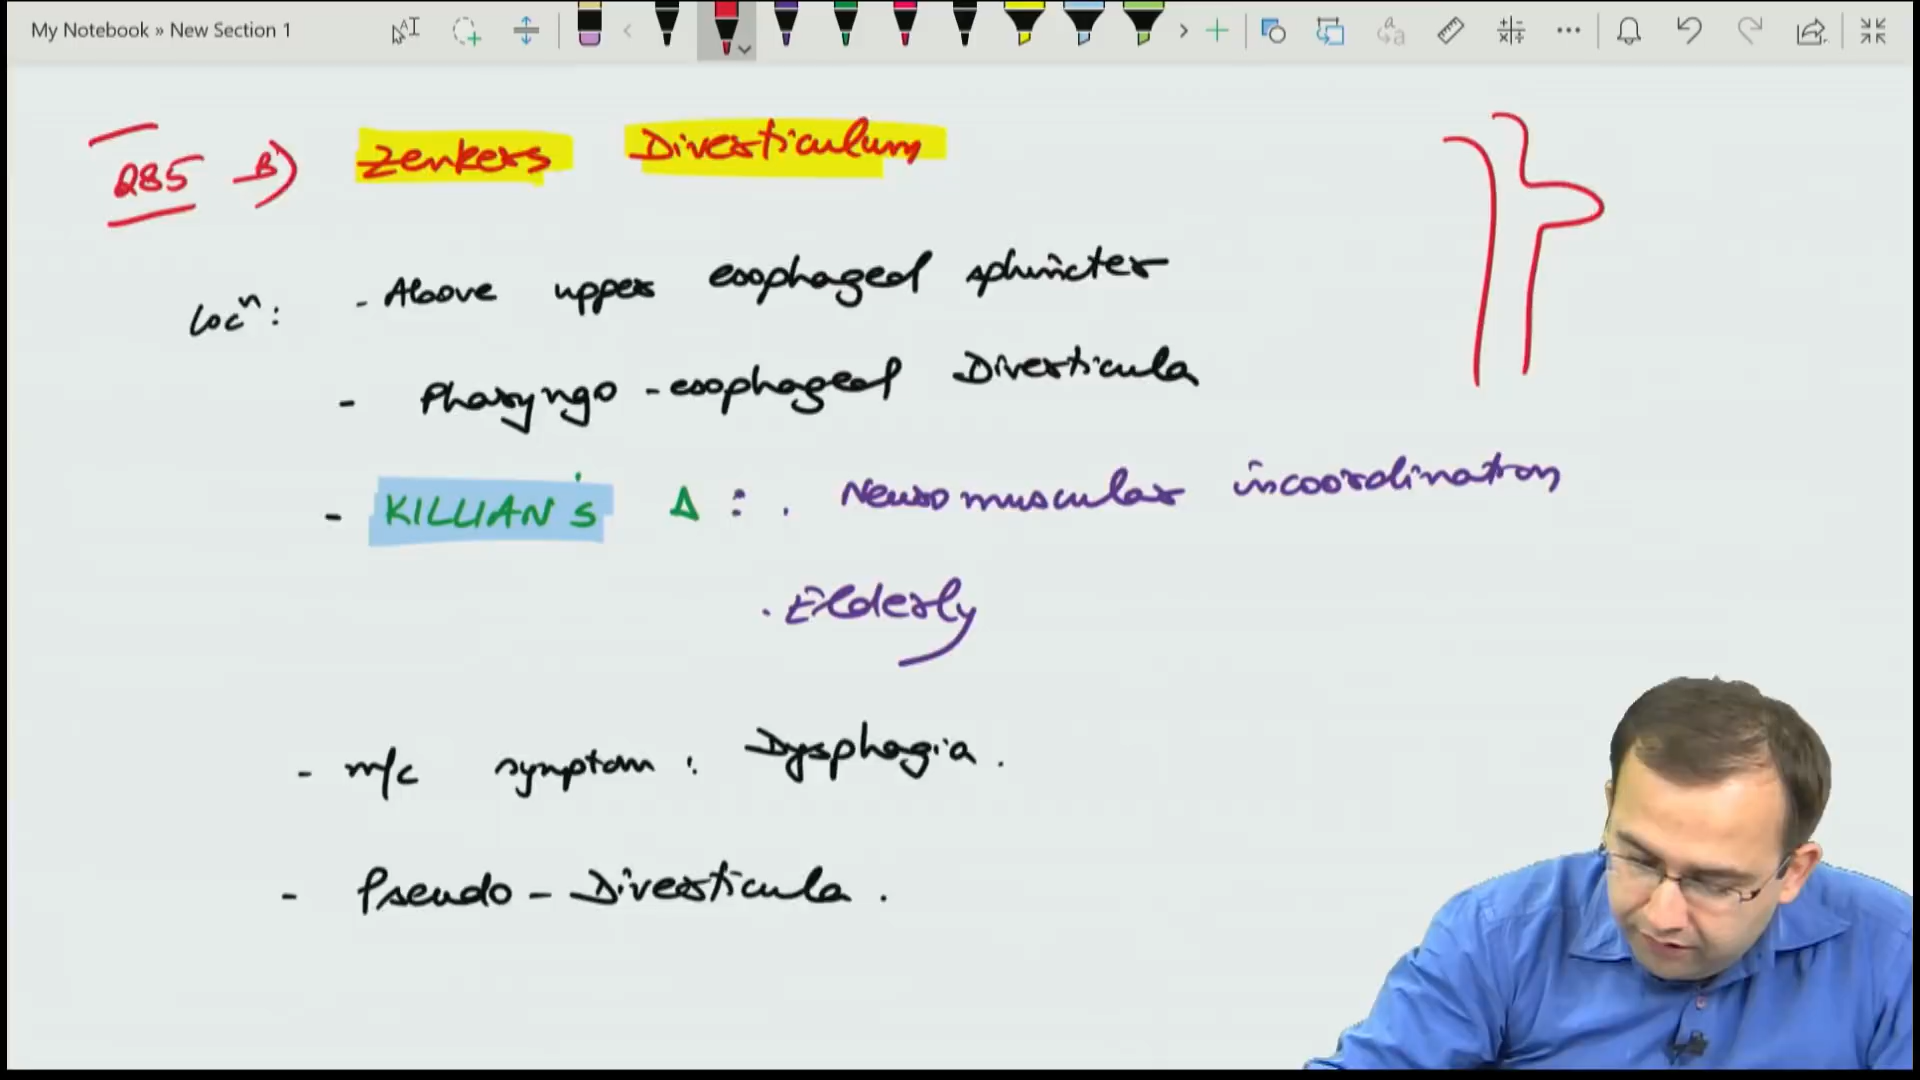 My Notebook » New Section 1
285 B) Zenkers Diverticulum
Locⁿ: - Above upper esophageal sphincter
- Pharyngo-esophageal Diverticula
- KILLIAN's Δ : . Neuromuscular incoordination
. Elderly
- m/c symptom : Dysphagia .
- Pseudo-Diverticula .